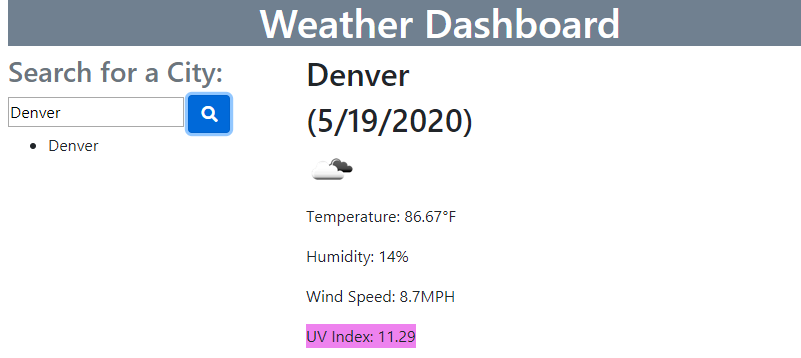 Weather Dashboard
Search for a City:
Denver
Denver
Denver
(5/19/2020)
Temperature: 86.67°F
Humidity: 14%
Wind Speed: 8.7MPH
UV Index: 11.29